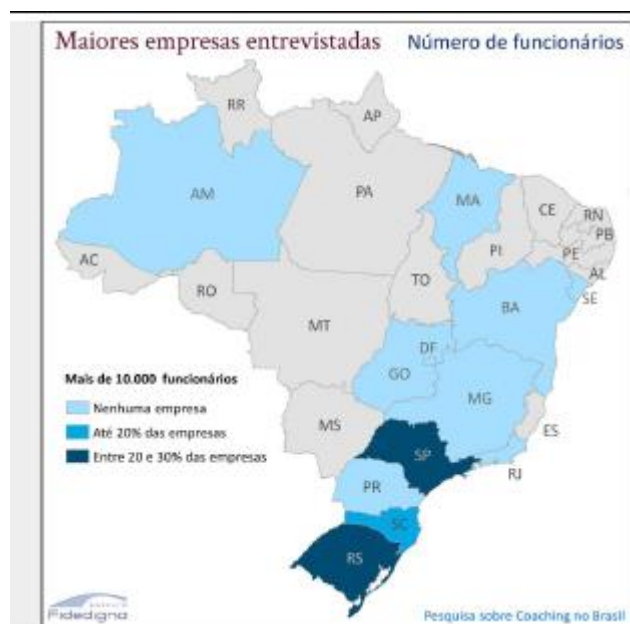 Maiores empresas entrevistadas Número de funcionários
RR
AP
AM
PA
MA
CE
RN
PB
PI
PE
AC
AL
TO
SE
RO
BA
MT
DF
GO
Mais de 10.000 funcionários
Nenhuma empresa
MG
Até 20% das empresas
MS
ES
Entre 20 e 30% das empresas
SP
RJ
PR
SC
RS
Fidedigna
Pesquisa sobre Coaching no Brasil